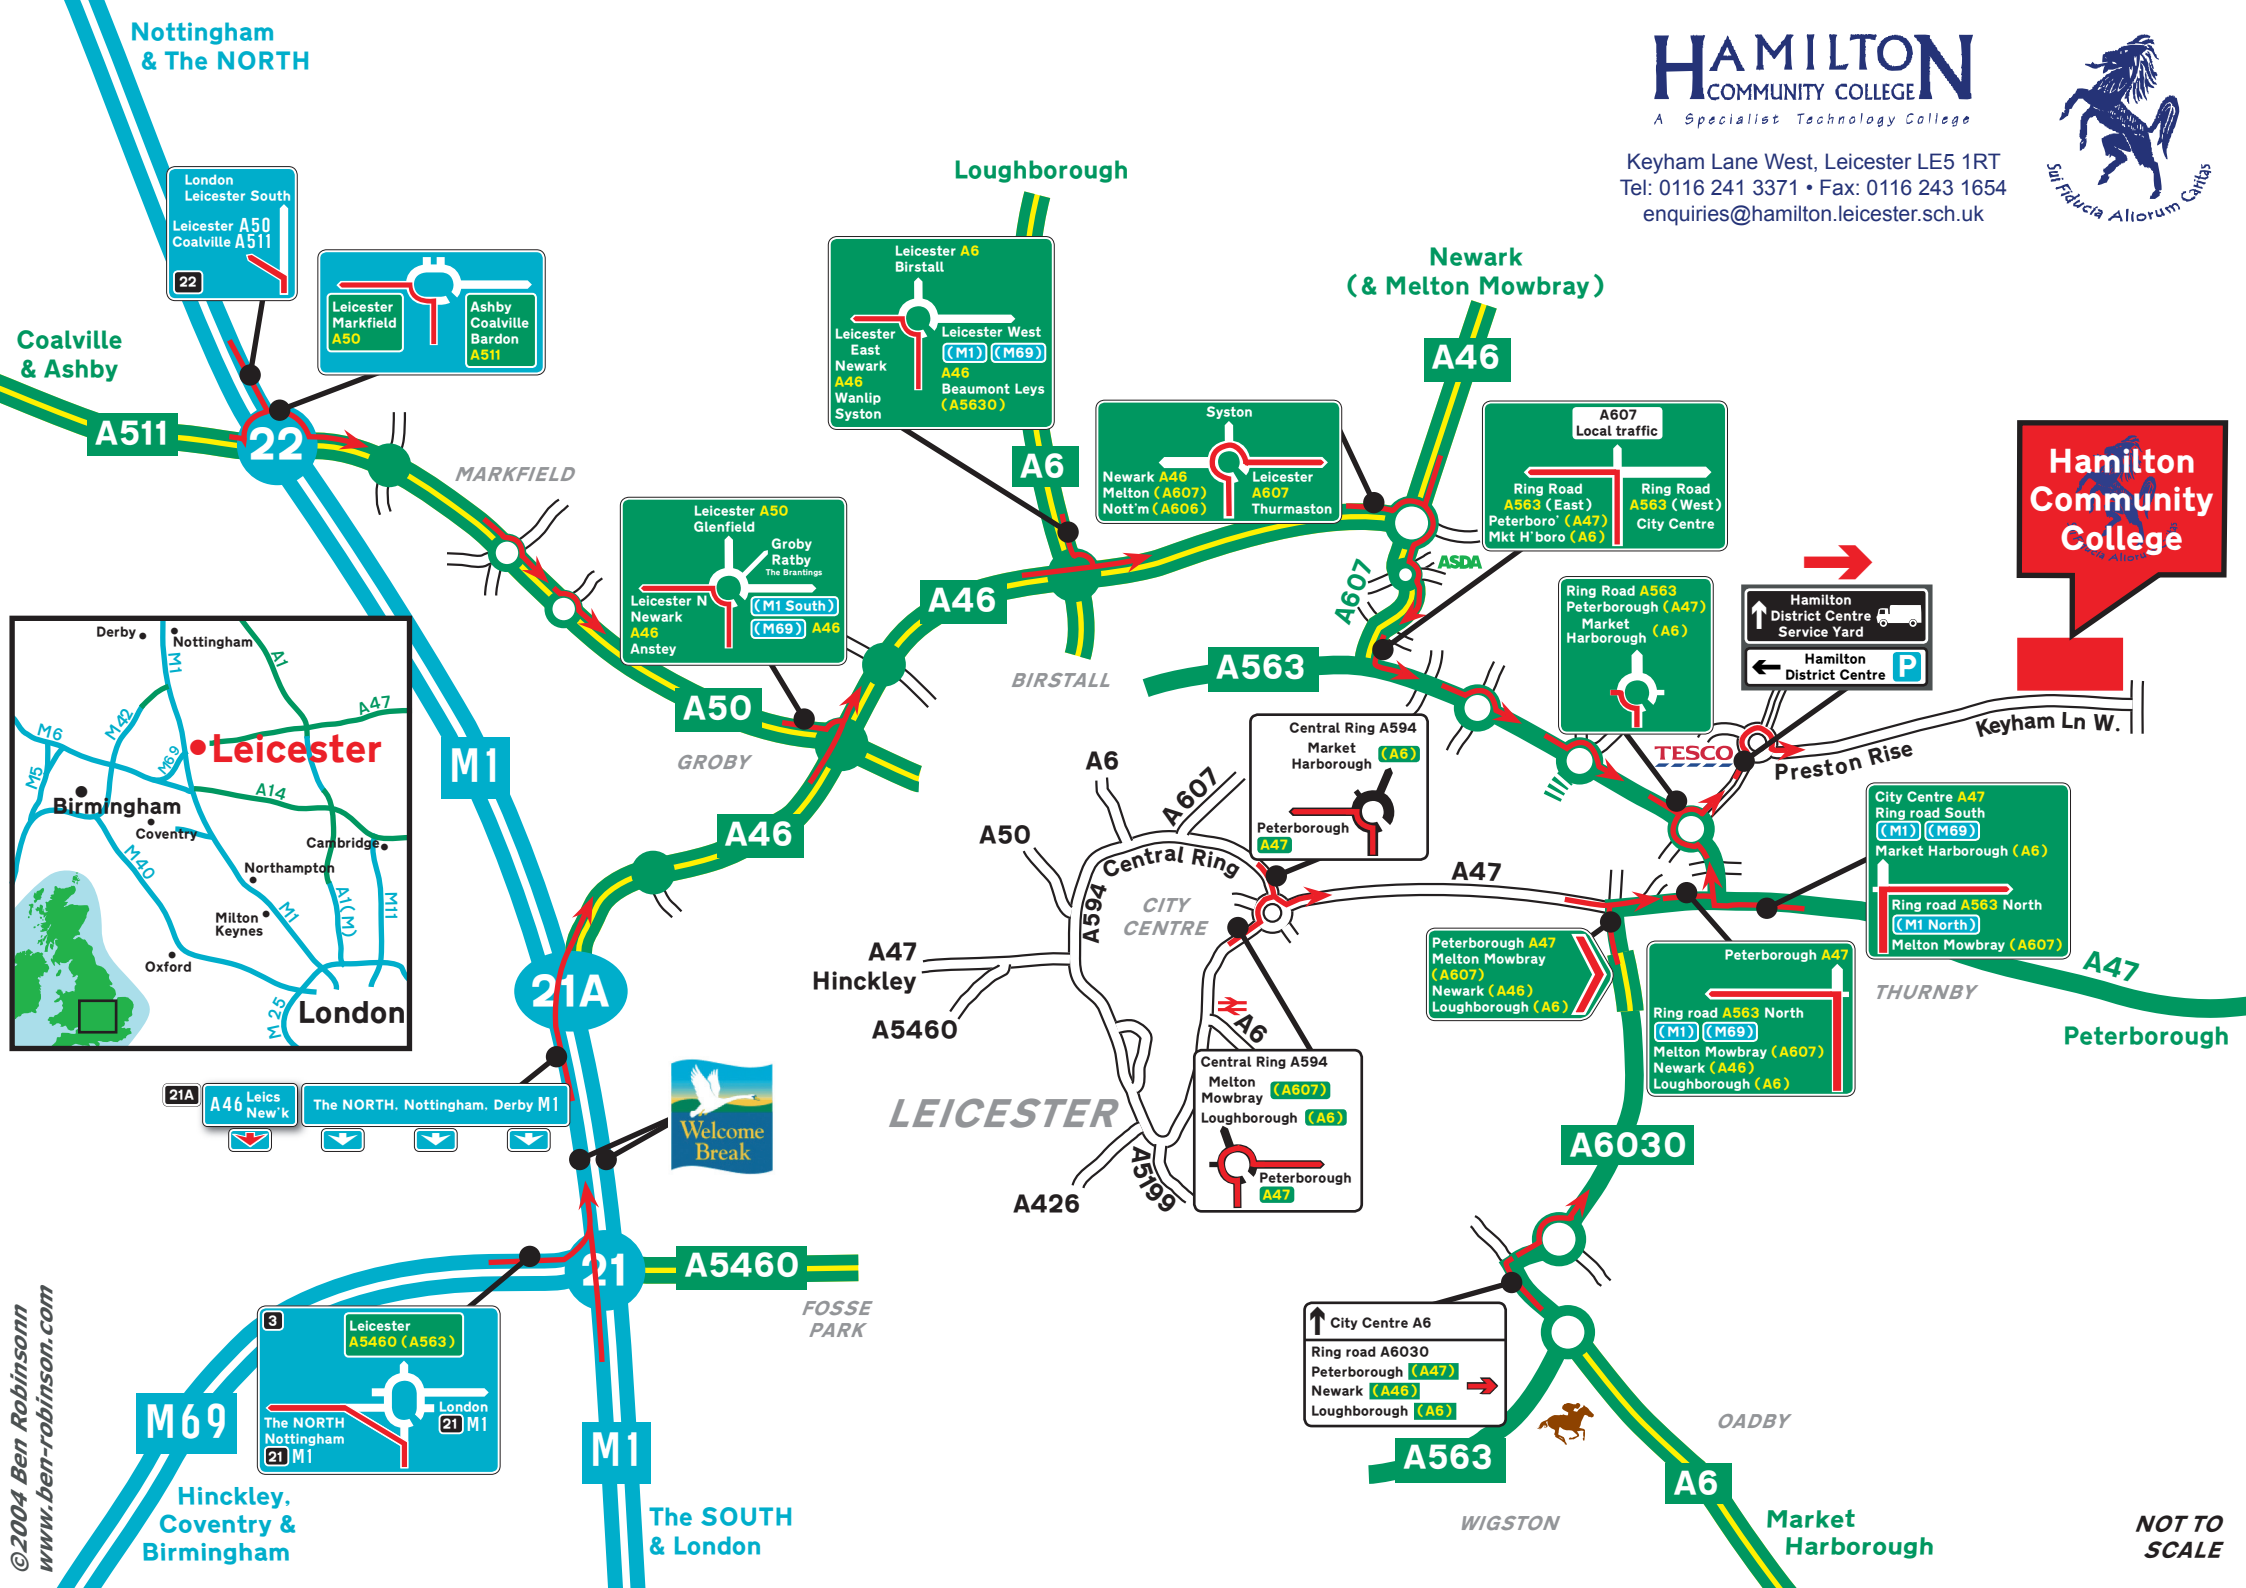 Nottingham
& The NORTH
HAMILTON
COMMUNITY COLLEGE
A Specialist Technology College
Keyham Lane West, Leicester LE5 1RT
Tel: 0116 241 3371 • Fax: 0116 243 1654
enquiries@hamilton.leicester.sch.uk
Sui Fiducia Aliorum Caritas
London
Leicester South
Leicester A50
Coalville A511
22
Leicester
Markfield
A50
Ashby
Coalville
Bardon
A511
Coalville
& Ashby
A511
22
MARKFIELD
Loughborough
Leicester A6
Birstall
Leicester
East
Newark
A46
Wanlip
Syston
Leicester West
(M1) (M69)
A46
Beaumont Leys
(A5630)
A6
Newark
(& Melton Mowbray)
A46
Syston
Newark A46
Melton (A607)
Nott'm (A606)
Leicester
A607
Thurmaston
A607
Local traffic
Ring Road
A563 (East)
Peterboro' (A47)
Mkt H'boro (A6)
Ring Road
A563 (West)
City Centre
Hamilton
Community
College
Leicester A50
Glenfield
Groby
Ratby
The Brantings
Leicester N
Newark
A46
Anstey
(M1 South)
(M69) A46
A46
ASDA
A607
A563
BIRSTALL
Ring Road A563
Peterborough (A47)
Market
Harborough (A6)
Hamilton
District Centre
Service Yard
Hamilton
District Centre
P
Keyham Ln W.
Preston Rise
TESCO
A50
GROBY
A46
M1
Derby
Nottingham
M1
A1
A47
M6
M42
M5
M69
Leicester
A14
Birmingham
Coventry
Cambridge
M40
Northampton
A1(M)
M11
Milton
Keynes
M1
Oxford
M 25
London
Central Ring A594
Market
Harborough (A6)
Peterborough
A47
A6
A607
A50
Central Ring
A594
CITY
CENTRE
A47
A47
Hinckley
A5460
A6
LEICESTER
A426
A5199
Central Ring A594
Melton
Mowbray (A607)
Loughborough (A6)
Peterborough
A47
City Centre A47
Ring road South
(M1) (M69)
Market Harborough (A6)
Ring road A563 North
(M1 North)
Melton Mowbray (A607)
Peterborough A47
Melton Mowbray
(A607)
Newark (A46)
Loughborough (A6)
Peterborough A47
Ring road A563 North
(M1) (M69)
Melton Mowbray (A607)
Newark (A46)
Loughborough (A6)
A47
THURNBY
Peterborough
21A
21A
A46 Leics
New'k
The NORTH. Nottingham. Derby M1
Welcome
Break
A6030
21
A5460
FOSSE
PARK
3
Leicester
A5460 (A563)
The NORTH
Nottingham
21 M1
London
21 M1
M69
M1
Hinckley.
Coventry &
Birmingham
The SOUTH
& London
City Centre A6
Ring road A6030
Peterborough (A47)
Newark (A46)
Loughborough (A6)
A563
OADBY
A6
WIGSTON
Market
Harborough
NOT TO
SCALE
©2004 Ben Robinsonn
www.ben-robinson.com